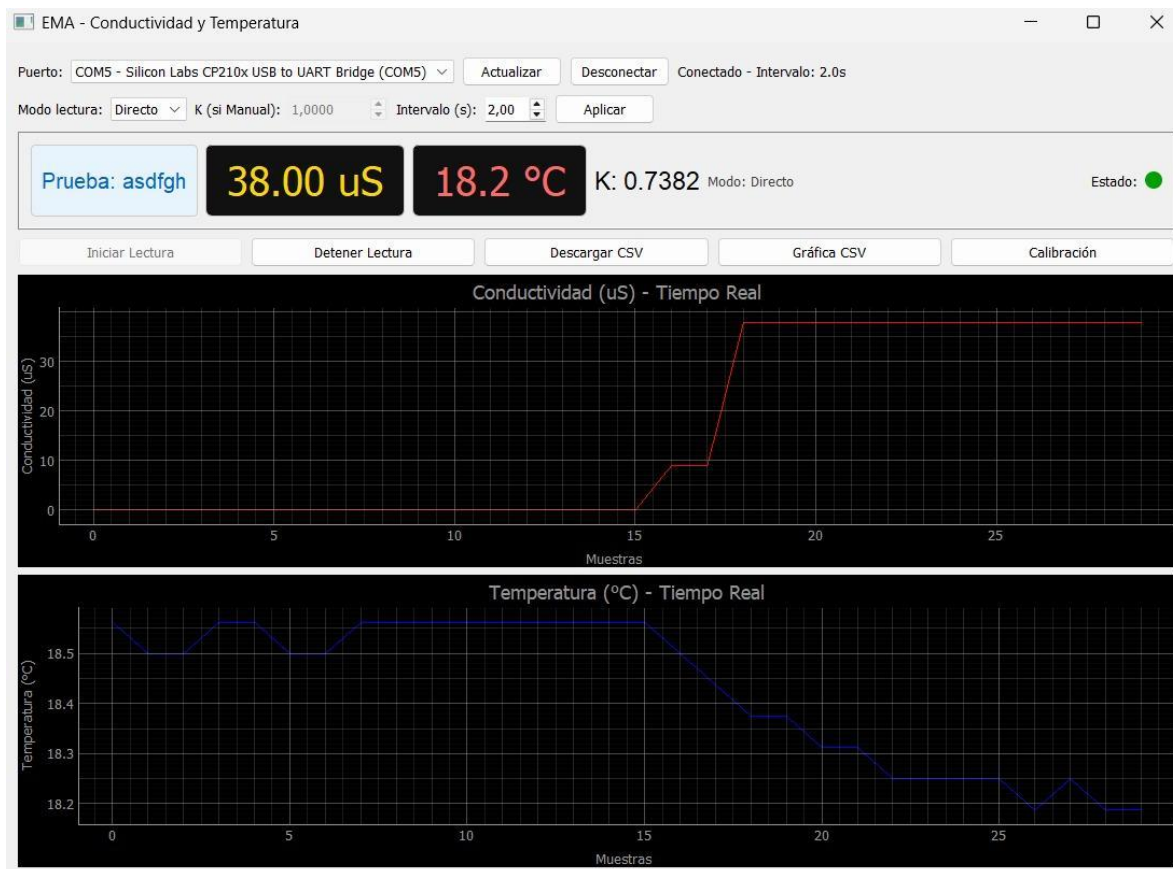 EMA - Conductividad y Temperatura
Puerto: COM5 - Silicon Labs CP210x USB to UART Bridge (COM5) Actualizar Desconectar Conectado - Intervalo: 2.0s
Modo lectura: Directo K (si Manual): 1,0000 Intervalo (s): 2,00 Aplicar
Prueba: asdfgh 38.00 uS 18.2 °C K: 0.7382 Modo: Directo Estado:
Iniciar Lectura Detener Lectura Descargar CSV Gráfica CSV Calibración
Conductividad (uS) - Tiempo Real
Conductividad (uS)
30
20
10
0
0 5 10 15 20 25
Muestras
Temperatura (ºC) - Tiempo Real
Temperatura (ºC)
18.5
18.4
18.3
18.2
0 5 10 15 20 25
Muestras